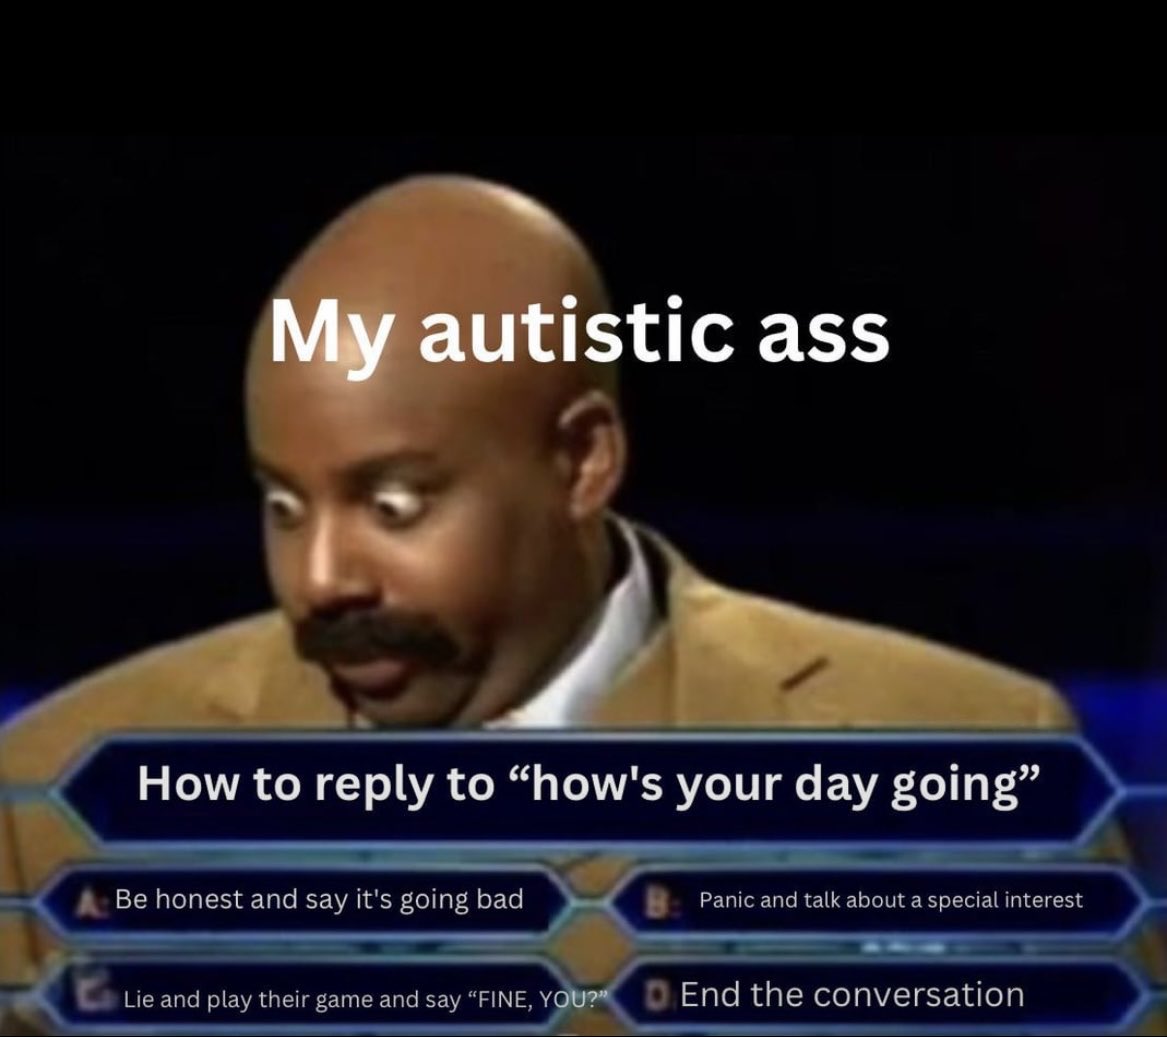 My autistic ass
How to reply to “how's your day going”
A: Be honest and say it's going bad
B: Panic and talk about a special interest
C: Lie and play their game and say “FINE, YOU?”
D: End the conversation